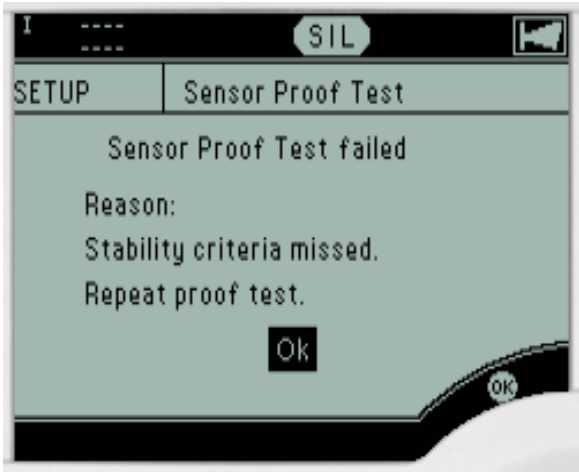 I ---- SIL
----
SETUP Sensor Proof Test
Sensor Proof Test failed
Reason:
Stability criteria missed.
Repeat proof test.
Ok
OK